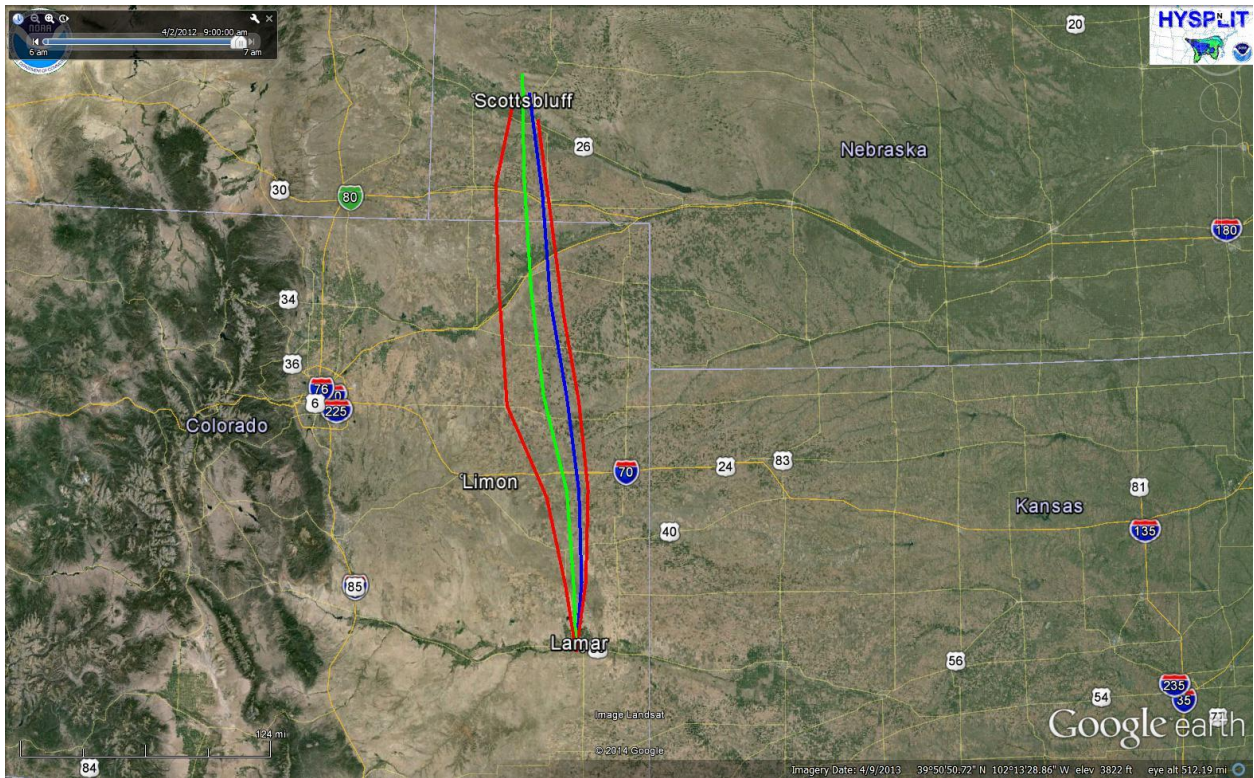 4/2/2012 9:00:00 am
6 am
7 am
NOAA
HYSPLIT
N
20
Scottsbluff
26
Nebraska
30
80
180
34
36
76
6
225
Colorado
Limon
70
24
83
81
Kansas
40
135
85
Lamar
56
235
35
54
Image Landsat
Google earth
124 mi
© 2014 Google
84
Imagery Date: 4/9/2013 39°50'50.72" N 102°13'28.86" W elev 3822 ft eye alt 512.19 mi